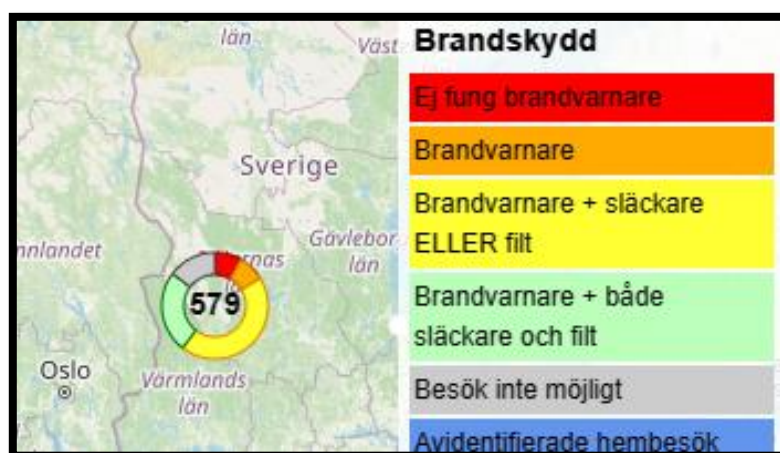 län
Väst
Sverige
nnlandet
Gävlebor
län
rnas
579
Oslo
Värmlands
län
Brandskydd
Ej fung brandvarnare
Brandvarnare
Brandvarnare + släckare
ELLER filt
Brandvarnare + både
släckare och filt
Besök inte möjligt
Avidentifierade hembesök